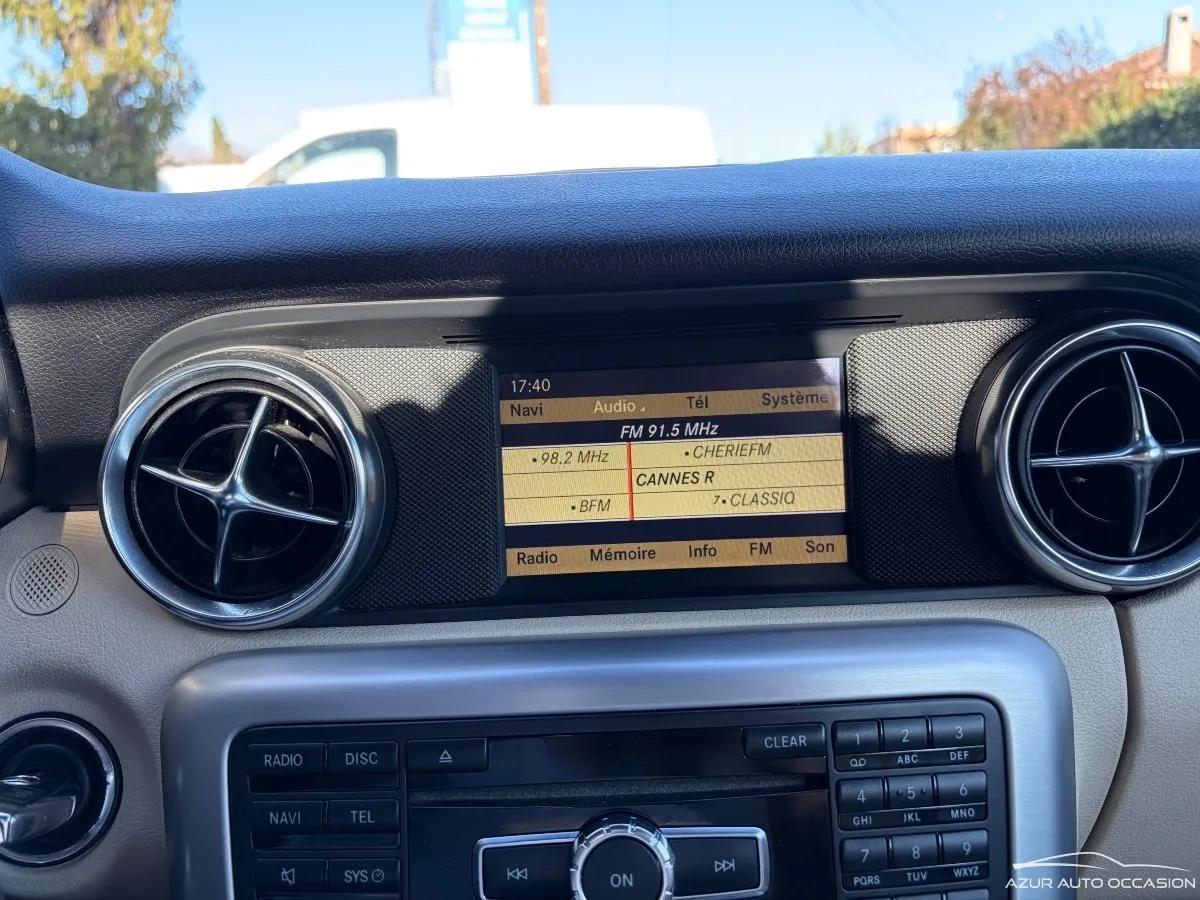 17:40
Navi Audio Tél Système
FM 91.5 MHz
•98.2 MHz •CHERIEFM
CANNES R
•BFM 7•CLASSIQ
Radio Mémoire Info FM Son
RADIO DISC CLEAR 1 2 3
ABC DEF
NAVI TEL 4 5 6
GHI JKL MNO
SYS ON 7 8 9
PQRS TUV WXYZ
AZUR AUTO OCCASION